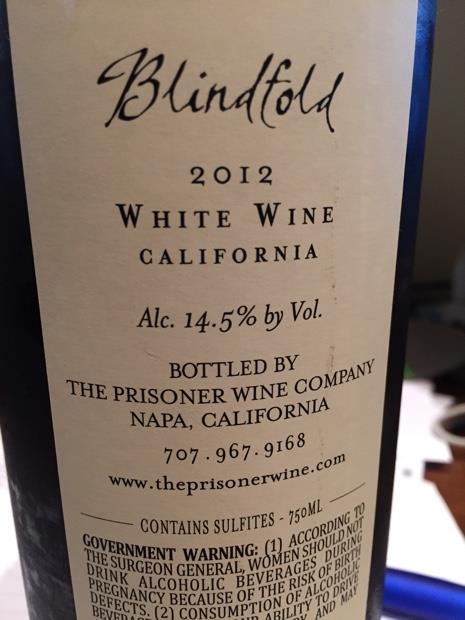 Blindfold
2012
WHITE WINE
CALIFORNIA
Alc. 14.5% by Vol.
BOTTLED BY
THE PRISONER WINE COMPANY
NAPA, CALIFORNIA
707.967.9168
www.theprisonerwine.com
CONTAINS SULFITES - 750ML
GOVERNMENT WARNING: (1) ACCORDING TO
THE SURGEON GENERAL, WOMEN SHOULD NOT
DRINK ALCOHOLIC BEVERAGES DURING
PREGNANCY BECAUSE OF THE RISK OF BIRTH
DEFECTS. (2) CONSUMPTION OF ALCOHOLIC
ABILITY TO DRIVE
AND MAY